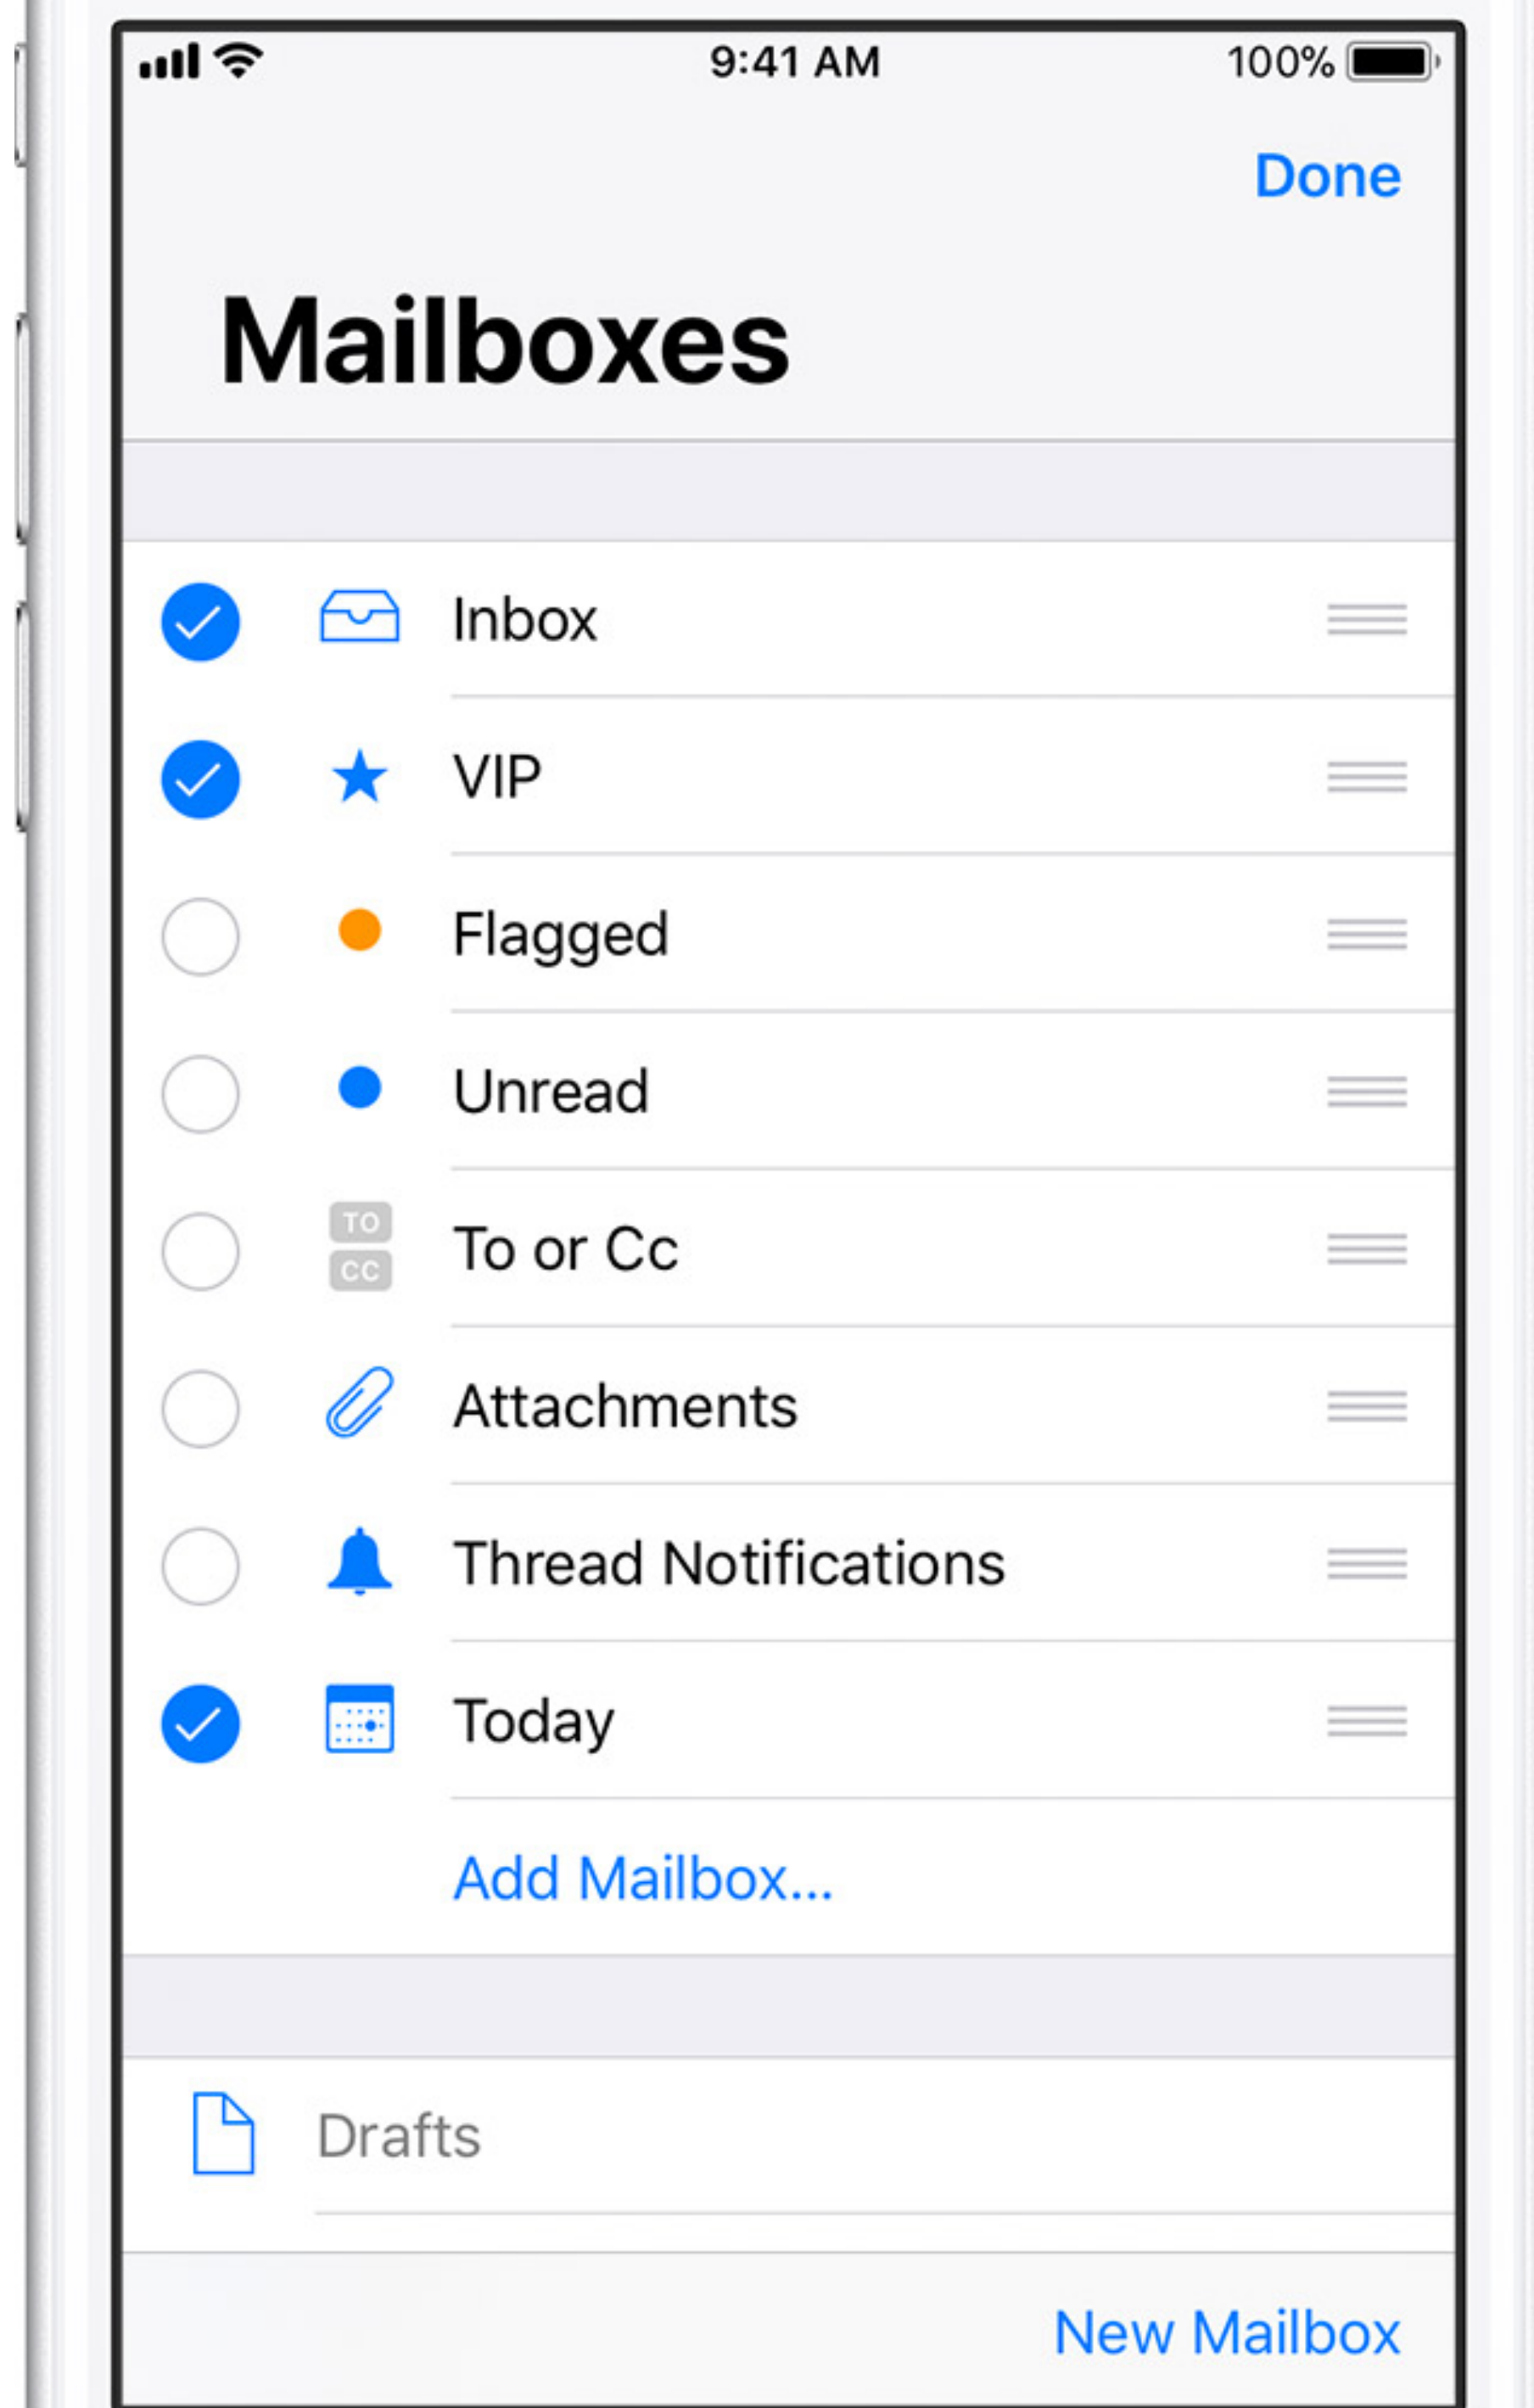 9:41 AM 100%
Done
Mailboxes
Inbox
VIP
Flagged
Unread
TO
CC
To or Cc
Attachments
Thread Notifications
Today
Add Mailbox...
Drafts
New Mailbox